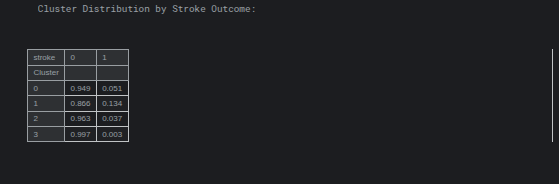 Cluster Distribution by Stroke Outcome:
stroke 0 1
Cluster
0 0.949 0.051
1 0.866 0.134
2 0.963 0.037
3 0.997 0.003